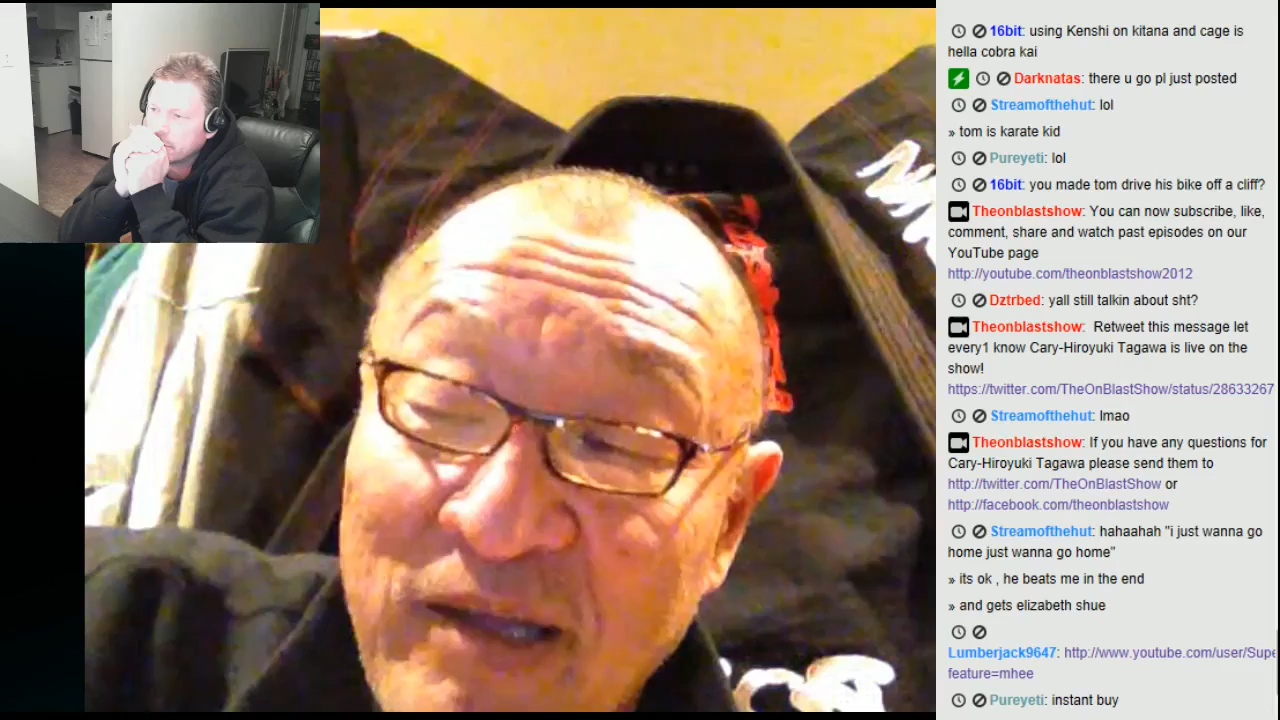 16bit: using Kenshi on kitana and cage is
hella cobra kai
Darknatas: there u go pl just posted
Streamofthehut: lol
» tom is karate kid
Pureyeti: lol
16bit: you made tom drive his bike off a cliff?
Theonblastshow: You can now subscribe, like,
comment, share and watch past episodes on our
YouTube page
http://youtube.com/theonblastshow2012
Dztrbed: yall still talkin about sht?
Theonblastshow: Retweet this message let
every1 know Cary-Hiroyuki Tagawa is live on the
show!
https://twitter.com/TheOnBlastShow/status/28633267
Streamofthehut: lmao
Theonblastshow: If you have any questions for
Cary-Hiroyuki Tagawa please send them to
http://twitter.com/TheOnBlastShow or
http://facebook.com/theonblastshow
Streamofthehut: hahaahah "i just wanna go
home just wanna go home"
» its ok , he beats me in the end
» and gets elizabeth shue
Lumberjack9647: http://www.youtube.com/user/Supe
feature=mhee
Pureyeti: instant buy